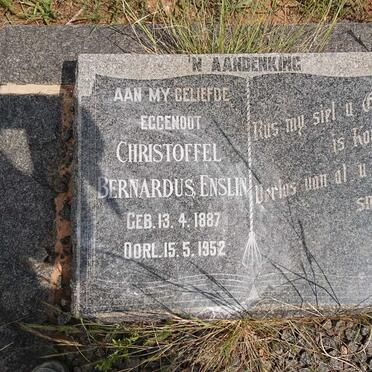 'N AANDENKING
AAN MY GELIEFDE
EGGENOOT
CHRISTOFFEL
BERNARDUS ENSLIN
GEB. 13. 4. 1887
OORL. 15. 5. 1952
Rus my siel u
is
Verlos van al u